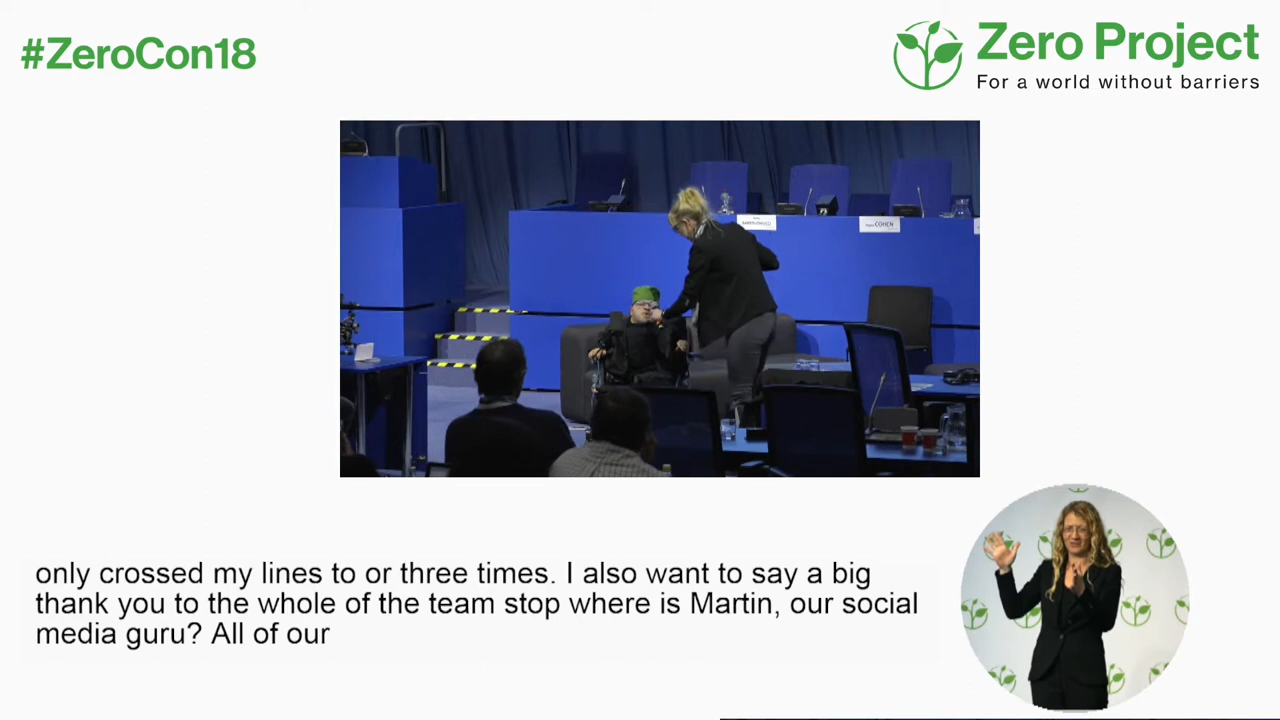 #ZeroCon18
Zero Project
For a world without barriers
COHEN
only crossed my lines to or three times. I also want to say a big
thank you to the whole of the team stop where is Martin, our social
media guru? All of our